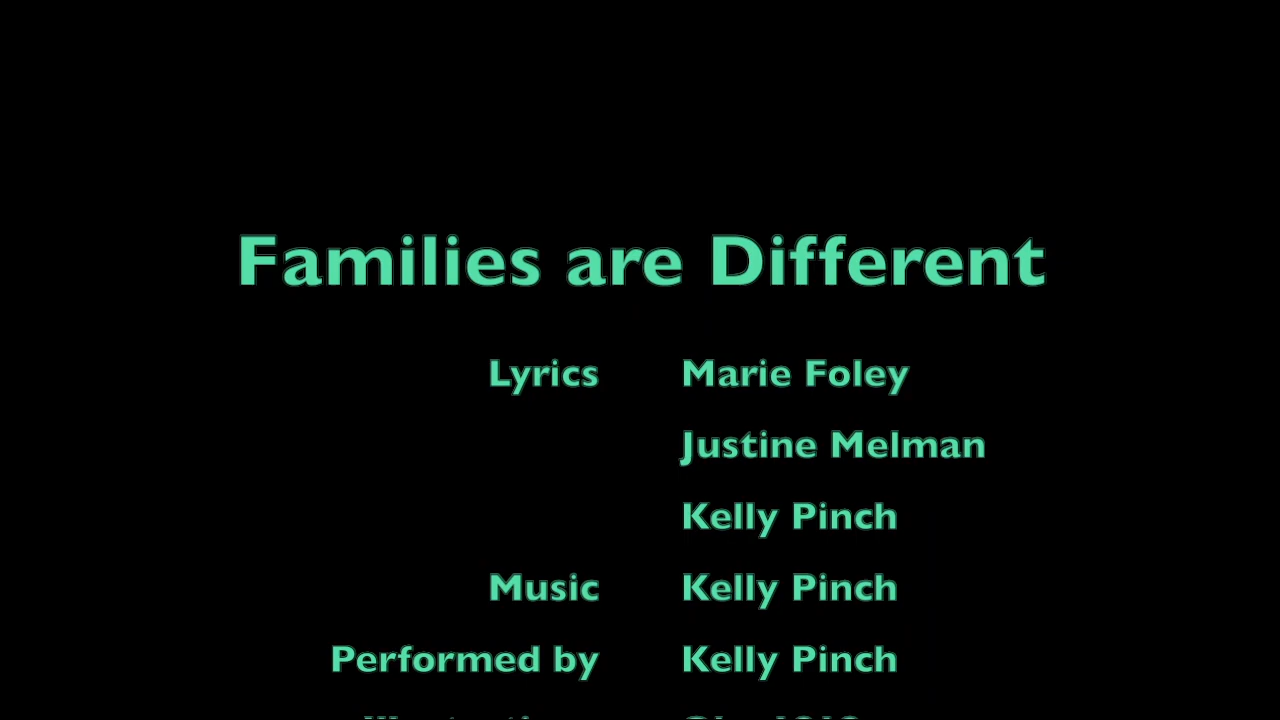 Families are Different
Lyrics Marie Foley
Justine Melman
Kelly Pinch
Music Kelly Pinch
Performed by Kelly Pinch